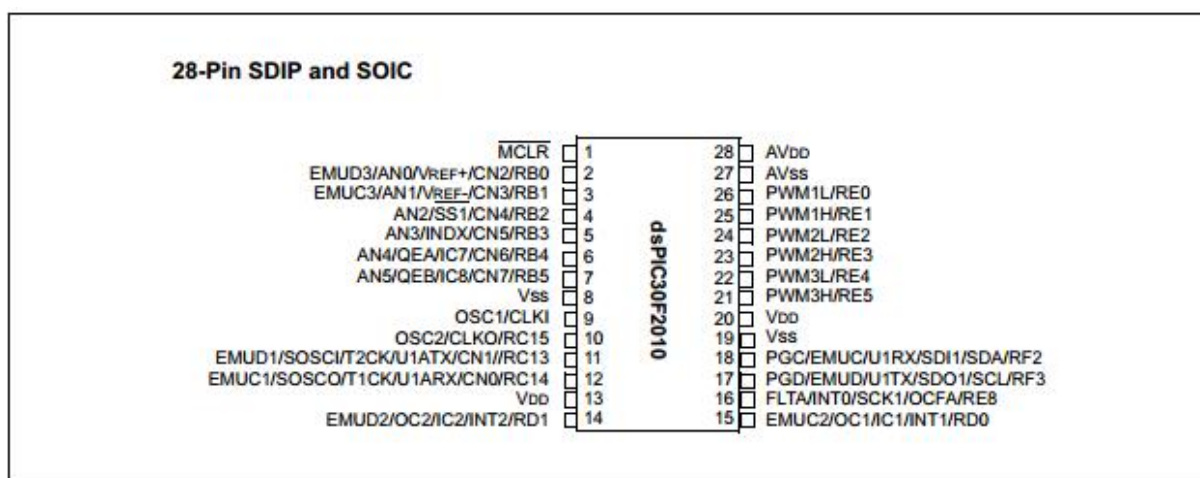 28-Pin SDIP and SOIC
MCLR 1 28 AVDD
EMUD3/AN0/VREF+/CN2/RB0 2 27 AVSS
EMUC3/AN1/VREF-/CN3/RB1 3 26 PWM1L/RE0
AN2/SS1/CN4/RB2 4 25 PWM1H/RE1
AN3/INDX/CN5/RB3 5 24 PWM2L/RE2
AN4/QEA/IC7/CN6/RB4 6 23 PWM2H/RE3
AN5/QEB/IC8/CN7/RB5 7 22 PWM3L/RE4
VSS 8 21 PWM3H/RE5
OSC1/CLKI 9 20 VDD
OSC2/CLKO/RC15 10 19 VSS
EMUD1/SOSCI/T2CK/U1ATX/CN1//RC13 11 18 PGC/EMUC/U1RX/SDI1/SDA/RF2
EMUC1/SOSCO/T1CK/U1ARX/CN0/RC14 12 17 PGD/EMUD/U1TX/SDO1/SCL/RF3
VDD 13 16 FLTA/INT0/SCK1/OCFA/RE8
EMUD2/OC2/IC2/INT2/RD1 14 15 EMUC2/OC1/IC1/INT1/RD0
dsPIC30F2010